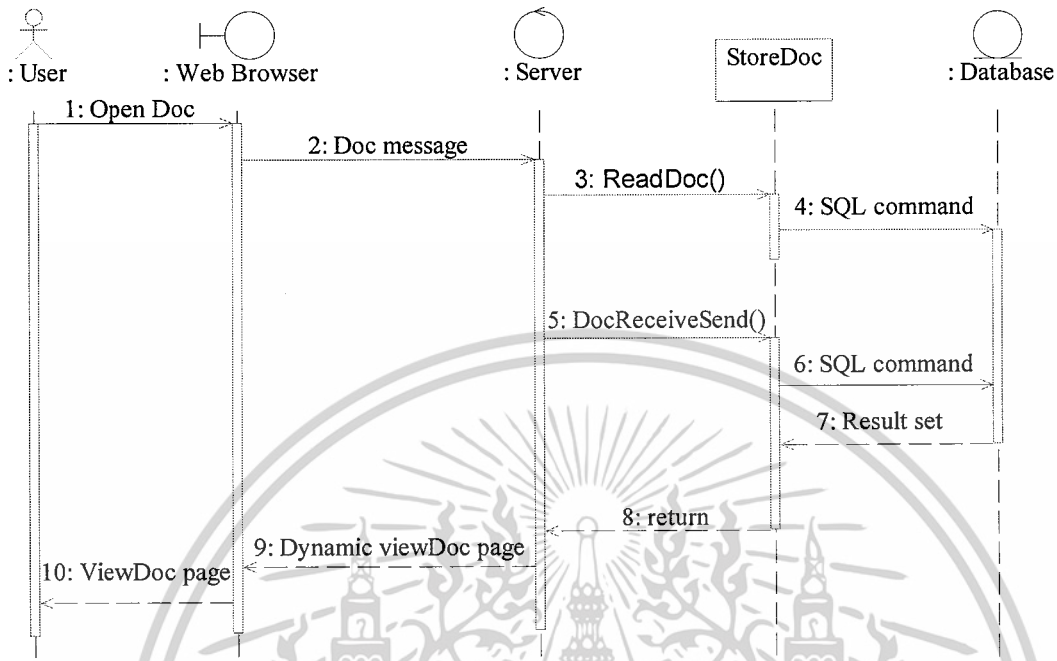 : User
: Web Browser
: Server
StoreDoc
: Database
1: Open Doc
2: Doc message
3: ReadDoc()
4: SQL command
5: DocReceiveSend()
6: SQL command
7: Result set
8: return
9: Dynamic viewDoc page
10: ViewDoc page